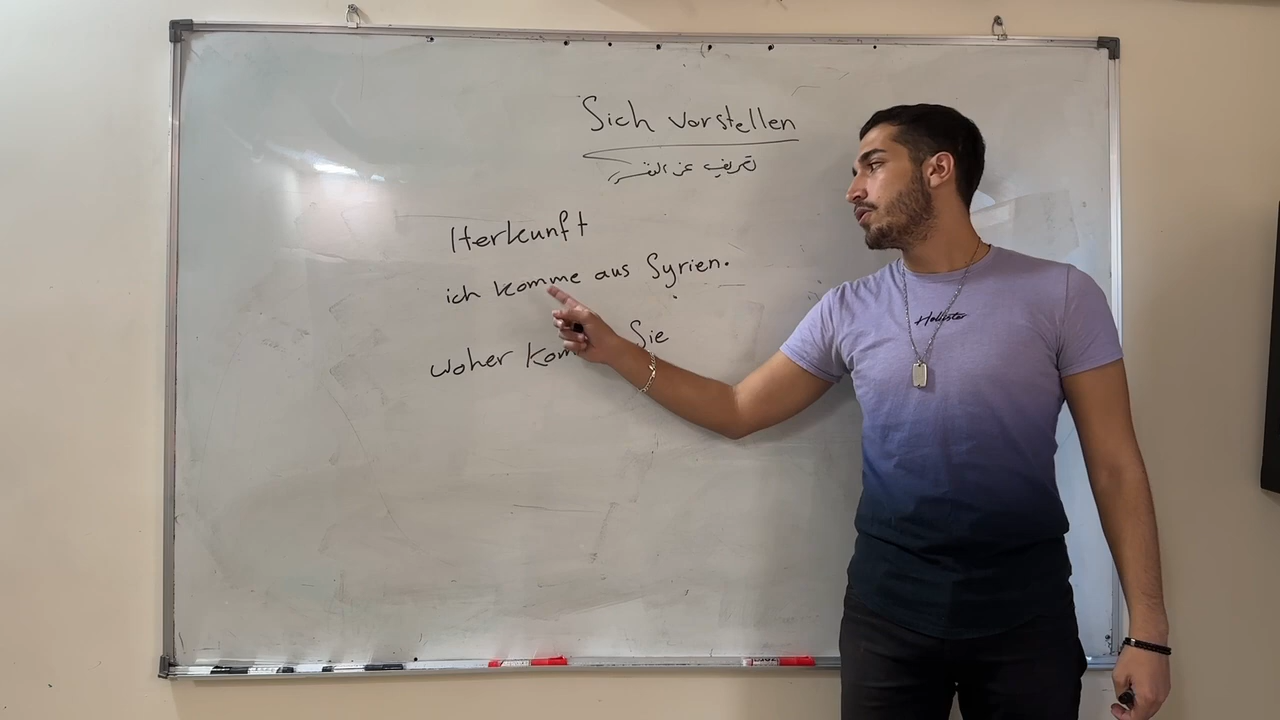 Sich vorstellen
تعريف عن النفس
Herkunft
ich komme aus Syrien.
woher Sie
Hollister